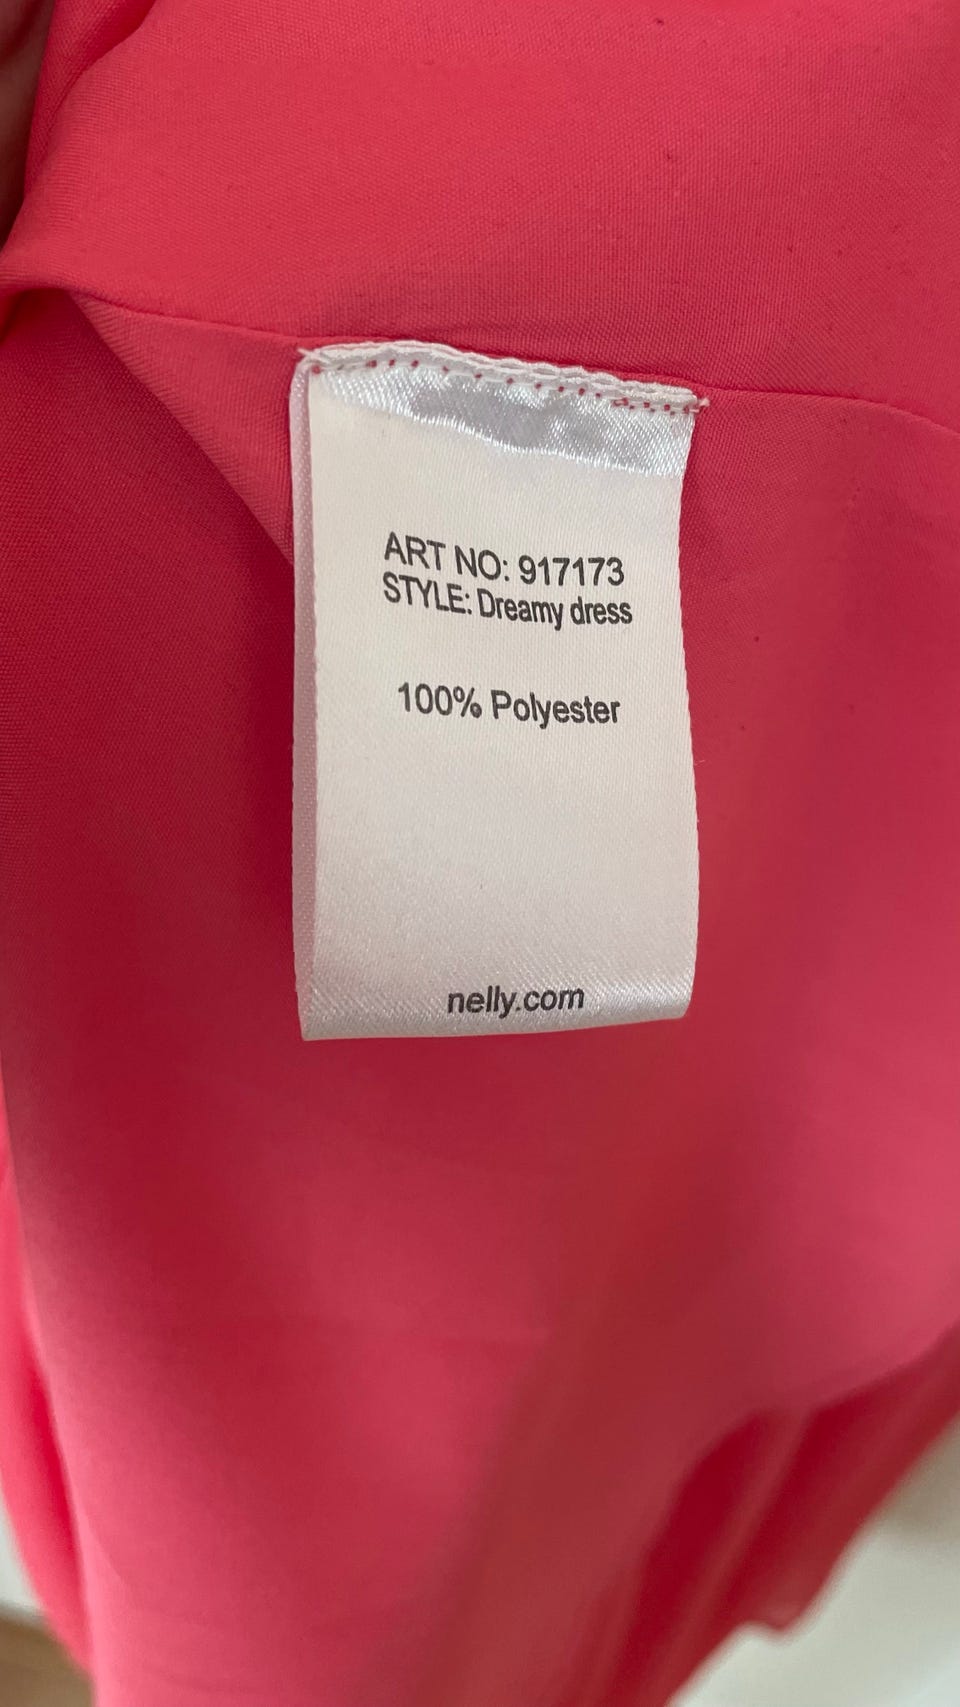 ART NO: 917173
STYLE: Dreamy dress
100% Polyester
nelly.com